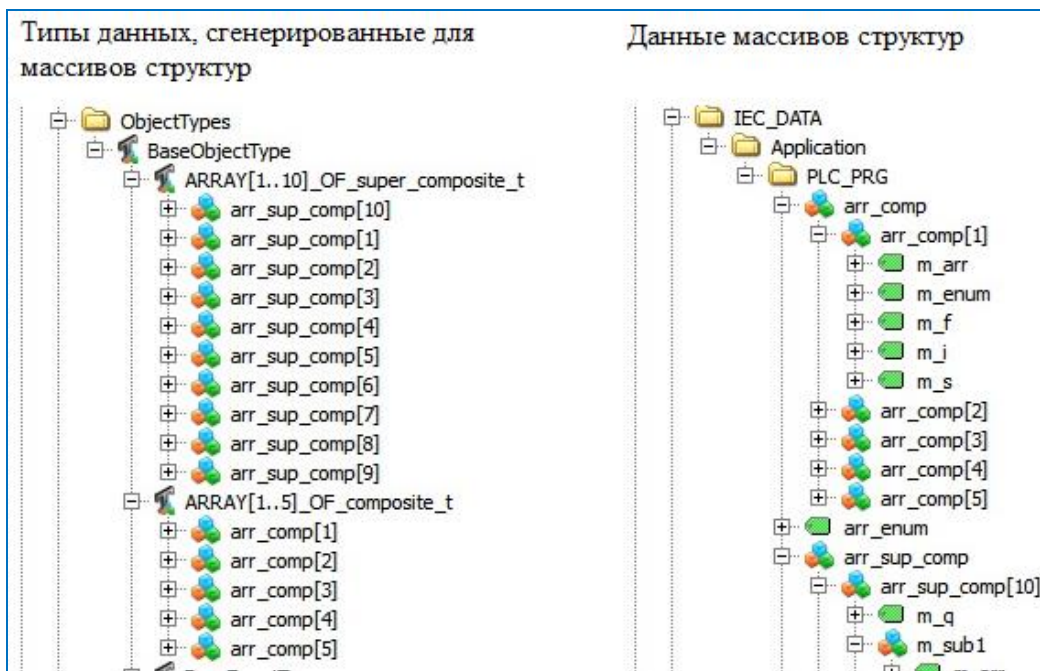 Типы данных, сгенерированные для
массивов структур
ObjectTypes
BaseObjectType
ARRAY[1..10]_OF_super_composite_t
arr_sup_comp[10]
arr_sup_comp[1]
arr_sup_comp[2]
arr_sup_comp[3]
arr_sup_comp[4]
arr_sup_comp[5]
arr_sup_comp[6]
arr_sup_comp[7]
arr_sup_comp[8]
arr_sup_comp[9]
ARRAY[1..5]_OF_composite_t
arr_comp[1]
arr_comp[2]
arr_comp[3]
arr_comp[4]
arr_comp[5]
Данные массивов структур
IEC_DATA
Application
PLC_PRG
arr_comp
arr_comp[1]
m_arr
m_enum
m_f
m_i
m_s
arr_comp[2]
arr_comp[3]
arr_comp[4]
arr_comp[5]
arr_enum
arr_sup_comp
arr_sup_comp[10]
m_q
m_sub1